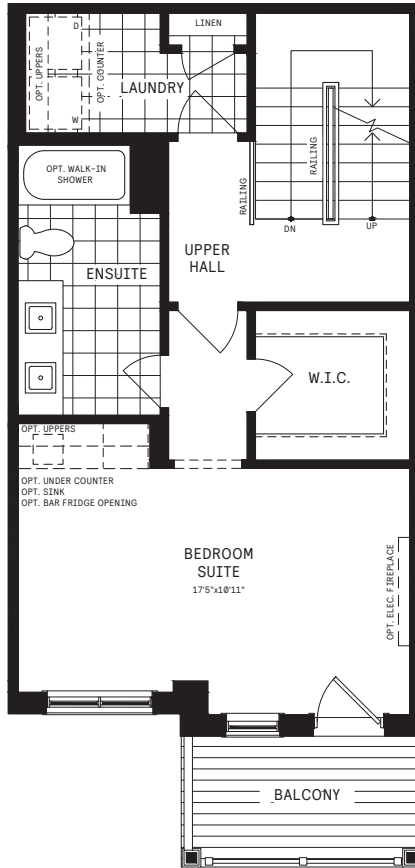 LINEN
D
OPT. UPPERS
OPT. COUNTER
LAUNDRY
W
RAILING
RAILING
OPT. WALK-IN
SHOWER
DN
UP
UPPER
HALL
ENSUITE
W.I.C.
OPT. UPPERS
OPT. UNDER COUNTER
OPT. SINK
OPT. BAR FRIDGE OPENING
BEDROOM
SUITE
17'5"x10'11"
OPT. ELEC. FIREPLACE
BALCONY